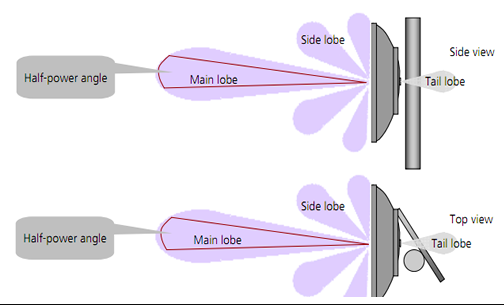 Side lobe
Side view
Half-power angle
Main lobe
Tail lobe
Side lobe
Top view
Half-power angle
Main lobe
Tail lobe